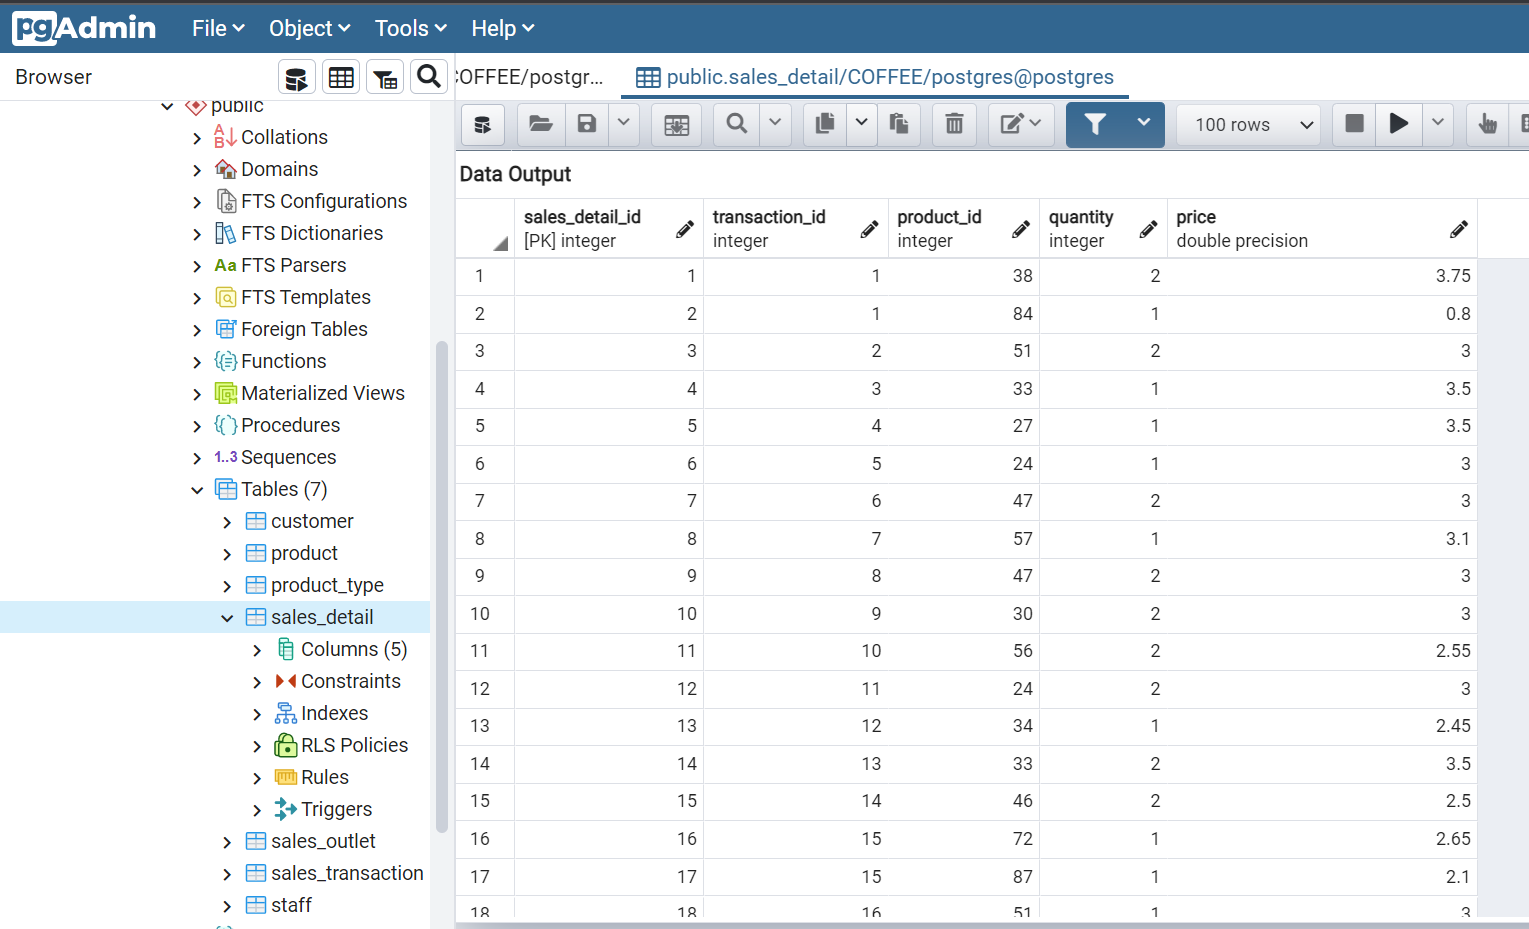 pgAdmin File Object Tools Help
Browser
COFFEE/postgr... public.sales_detail/COFFEE/postgres@postgres
100 rows
public
Collations
Domains
FTS Configurations
FTS Dictionaries
Aa FTS Parsers
FTS Templates
Foreign Tables
Functions
Materialized Views
Procedures
1..3 Sequences
Tables (7)
customer
product
product_type
sales_detail
Columns (5)
Constraints
Indexes
RLS Policies
Rules
Triggers
sales_outlet
sales_transaction
staff
Data Output
sales_detail_id transaction_id product_id quantity price
[PK] integer integer integer integer double precision
1 1 1 38 2 3.75
2 2 1 84 1 0.8
3 3 2 51 2 3
4 4 3 33 1 3.5
5 5 4 27 1 3.5
6 6 5 24 1 3
7 7 6 47 2 3
8 8 7 57 1 3.1
9 9 8 47 2 3
10 10 9 30 2 3
11 11 10 56 2 2.55
12 12 11 24 2 3
13 13 12 34 1 2.45
14 14 13 33 2 3.5
15 15 14 46 2 2.5
16 16 15 72 1 2.65
17 17 15 87 1 2.1
18 18 16 51 1 3